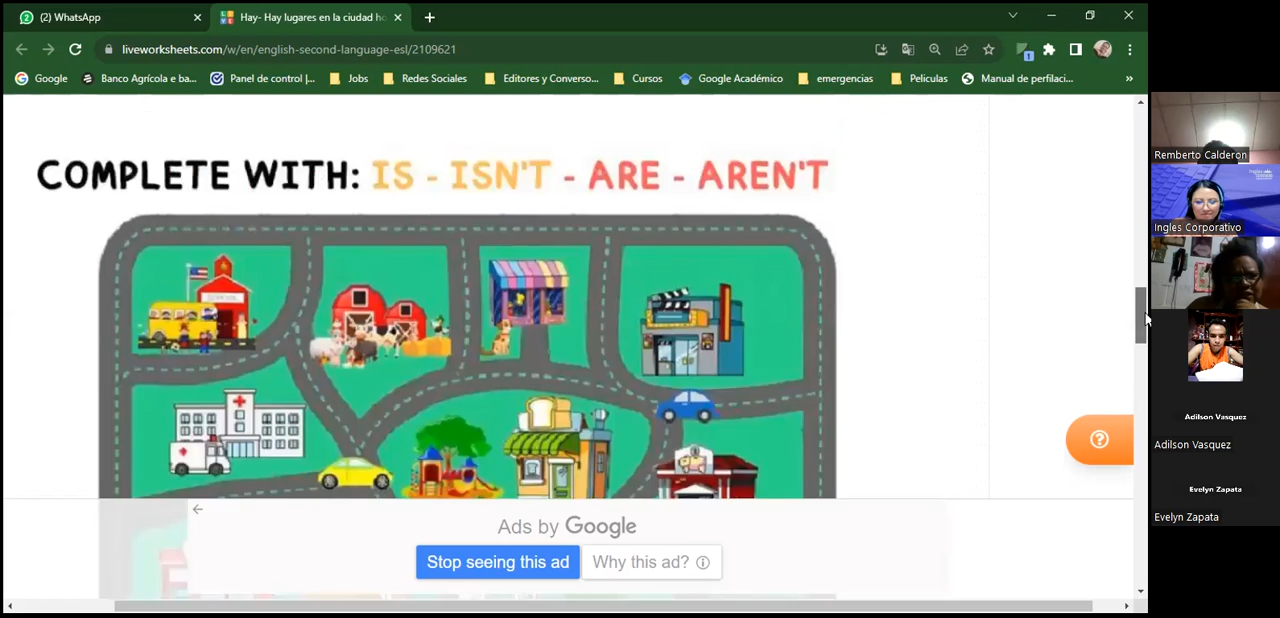 (2) WhatsApp
Hay- Hay lugares en la ciudad ho
liveworksheets.com/w/en/english-second-language-esl/2109621
Google
Banco Agrícola e ba...
Panel de control |...
Jobs
Redes Sociales
Editores y Converso...
Cursos
Google Académico
emergencias
Peliculas
Manual de perfilaci...
»
COMPLETE WITH: IS - ISN'T - ARE - AREN'T
SCHOOL
Ads by Google
Stop seeing this ad
Why this ad?
Remberto Calderon
Ingles Corporativo
Adilson Vasquez
Adilson Vasquez
Evelyn Zapata
Evelyn Zapata